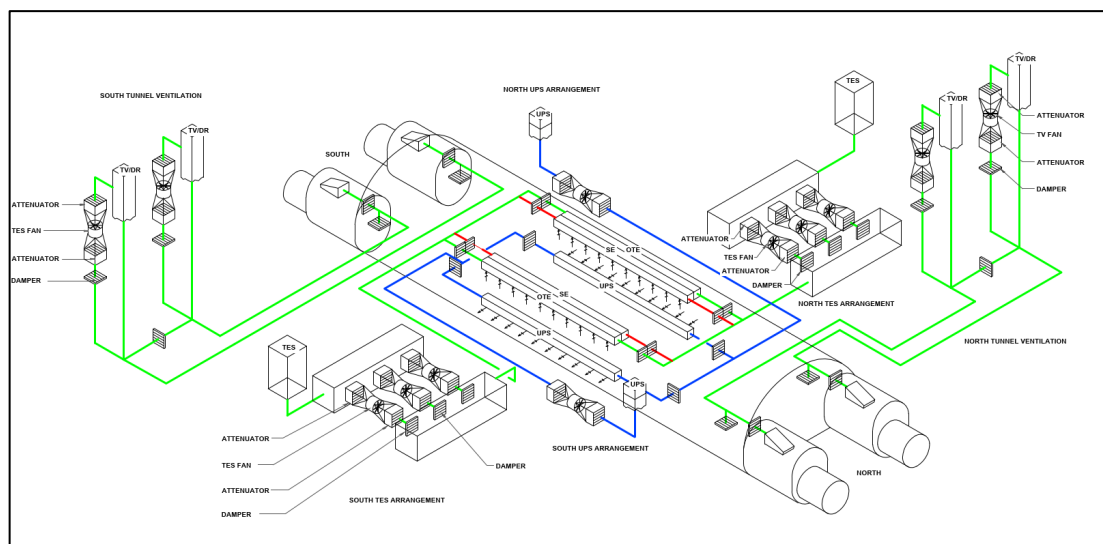 SOUTH TUNNEL VENTILATION
TV/DR
TV/DR
ATTENUATOR
TES FAN
ATTENUATOR
DAMPER
SOUTH
NORTH UPS ARRANGEMENT
UPS
TES
TV/DR
TV/DR
ATTENUATOR
TV FAN
ATTENUATOR
DAMPER
ATTENUATOR
TES FAN
ATTENUATOR
DAMPER
NORTH TES ARRANGEMENT
NORTH TUNNEL VENTILATION
SE OTE
UPS
OTE SE
UPS
UPS
SOUTH UPS ARRANGEMENT
TES
ATTENUATOR
TES FAN
ATTENUATOR
DAMPER
DAMPER
SOUTH TES ARRANGEMENT
NORTH